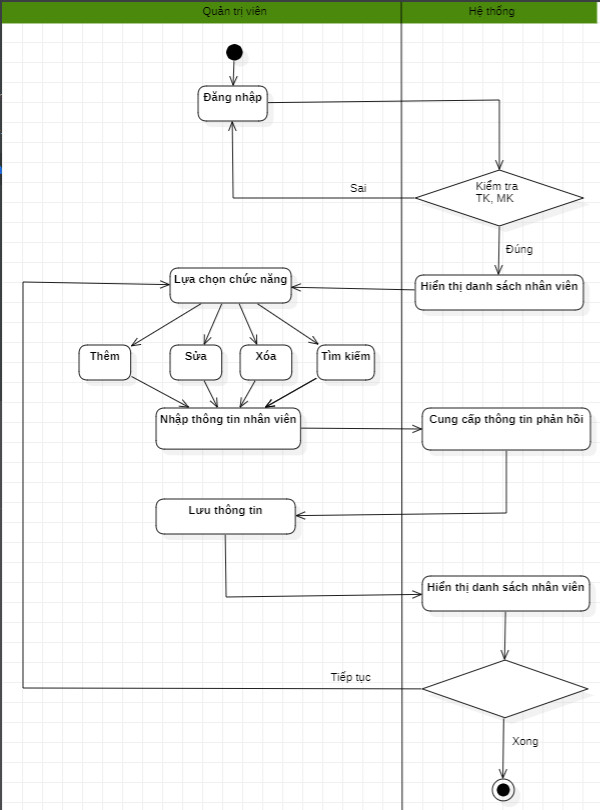 Quản trị viên
Hệ thống
Đăng nhập
Kiểm tra
TK, MK
Sai
Đúng
Lựa chọn chức năng
Hiển thị danh sách nhân viên
Thêm
Sửa
Xóa
Tìm kiếm
Nhập thông tin nhân viên
Cung cấp thông tin phản hồi
Lưu thông tin
Hiển thị danh sách nhân viên
Tiếp tục
Xong